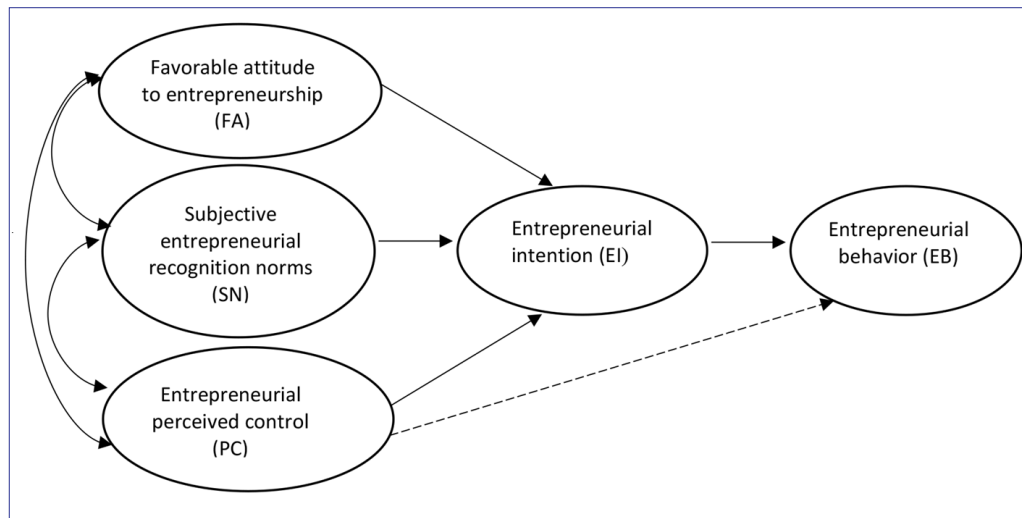 Favorable attitude
to entrepreneurship
(FA)
Subjective
entrepreneurial
recognition norms
(SN)
Entrepreneurial
perceived control
(PC)
Entrepreneurial
intention (EI)
Entrepreneurial
behavior (EB)